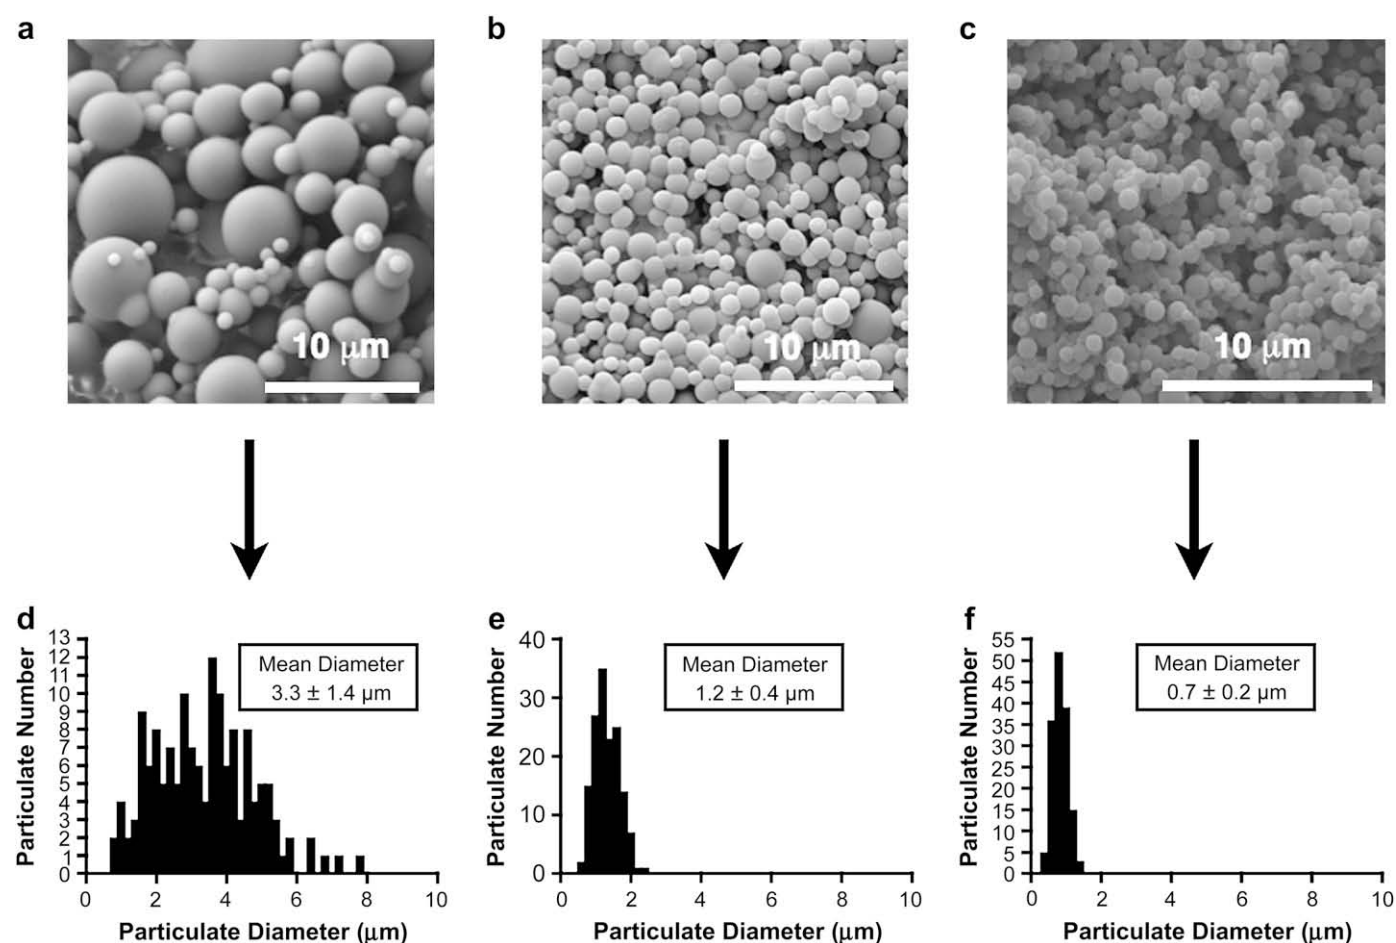 a
b
c
10 μm
10 μm
10 μm
d
e
f
Mean Diameter
3.3 ± 1.4 μm
Particulate Number
13
12
11
10
9
8
7
6
5
4
3
2
1
0
0 2 4 6 8 10
Particulate Diameter (μm)
Mean Diameter
1.2 ± 0.4 μm
Particulate Number
40
30
20
10
0
0 2 4 6 8 10
Particulate Diameter (μm)
Mean Diameter
0.7 ± 0.2 μm
Particulate Number
55
50
45
40
35
30
25
20
15
10
5
0
0 2 4 6 8 10
Particulate Diameter (μm)